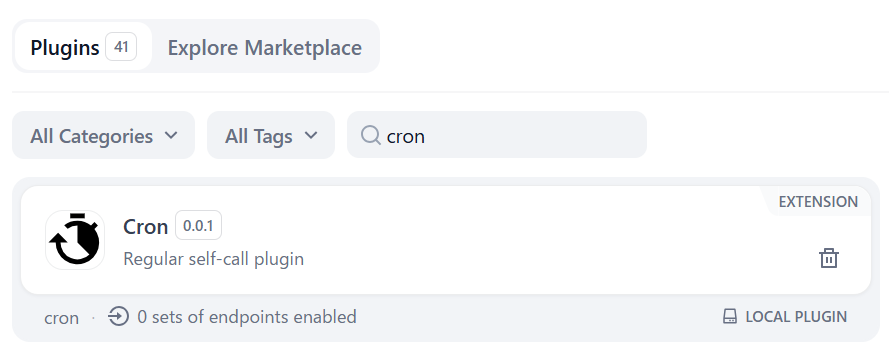 Plugins 41 Explore Marketplace
All Categories All Tags cron
EXTENSION
Cron 0.0.1
Regular self-call plugin
cron · 0 sets of endpoints enabled LOCAL PLUGIN